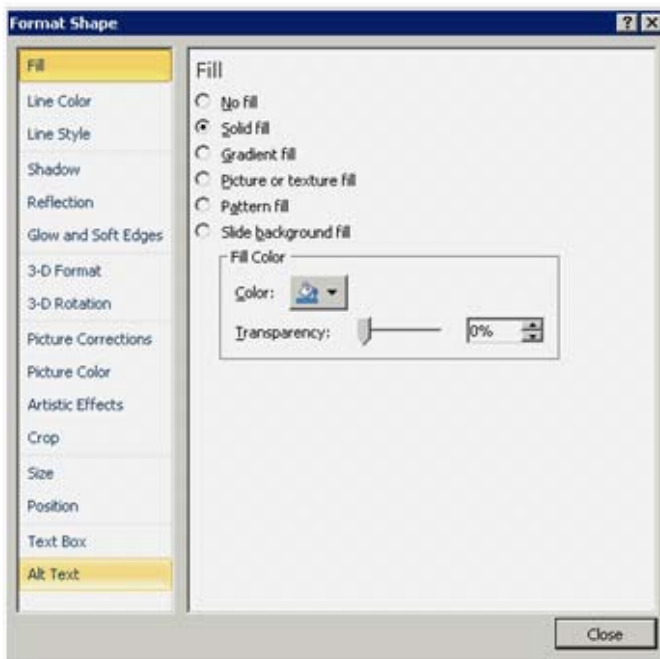 Format Shape
Fill
Line Color
Line Style
Shadow
Reflection
Glow and Soft Edges
3-D Format
3-D Rotation
Picture Corrections
Picture Color
Artistic Effects
Crop
Size
Position
Text Box
Alt Text
Fill
No fill
Solid fill
Gradient fill
Picture or texture fill
Pattern fill
Slide background fill
Fill Color
Color:
Transparency: 0%
Close